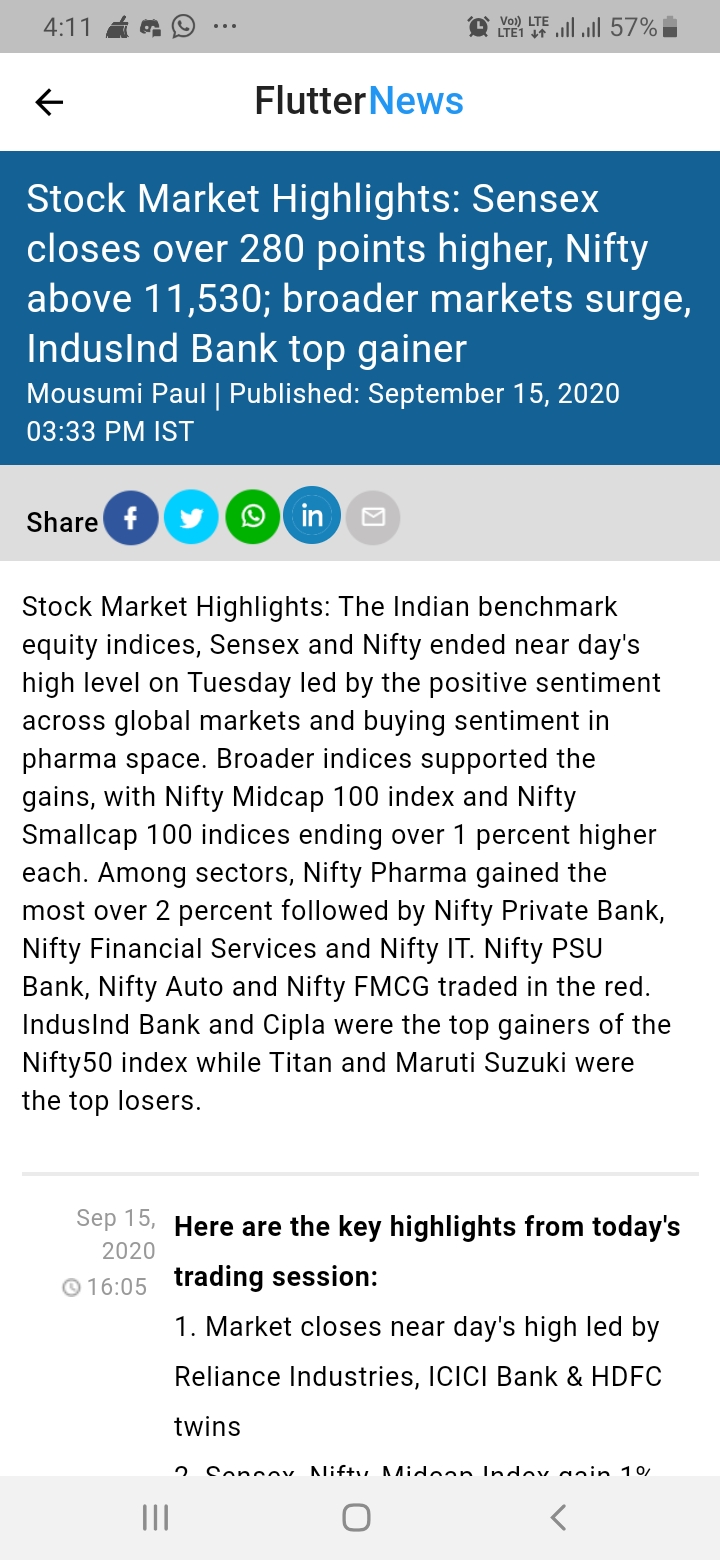 4:11 ... Vo)) LTE LTE1 57%
FlutterNews
Stock Market Highlights: Sensex
closes over 280 points higher, Nifty
above 11,530; broader markets surge,
IndusInd Bank top gainer
Mousumi Paul | Published: September 15, 2020
03:33 PM IST
Share
Stock Market Highlights: The Indian benchmark
equity indices, Sensex and Nifty ended near day's
high level on Tuesday led by the positive sentiment
across global markets and buying sentiment in
pharma space. Broader indices supported the
gains, with Nifty Midcap 100 index and Nifty
Smallcap 100 indices ending over 1 percent higher
each. Among sectors, Nifty Pharma gained the
most over 2 percent followed by Nifty Private Bank,
Nifty Financial Services and Nifty IT. Nifty PSU
Bank, Nifty Auto and Nifty FMCG traded in the red.
IndusInd Bank and Cipla were the top gainers of the
Nifty50 index while Titan and Maruti Suzuki were
the top losers.
Sep 15,
2020
16:05
Here are the key highlights from today's
trading session:
1. Market closes near day's high led by
Reliance Industries, ICICI Bank & HDFC
twins
2. Sensex, Nifty, Midcap Index gain 1%